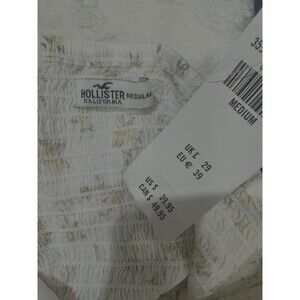 HOLLISTER REGULAR
CALIFORNIA
MEDIUM
UK £ 29
EU € 39
US $ 39.95
CAN $ 49.95